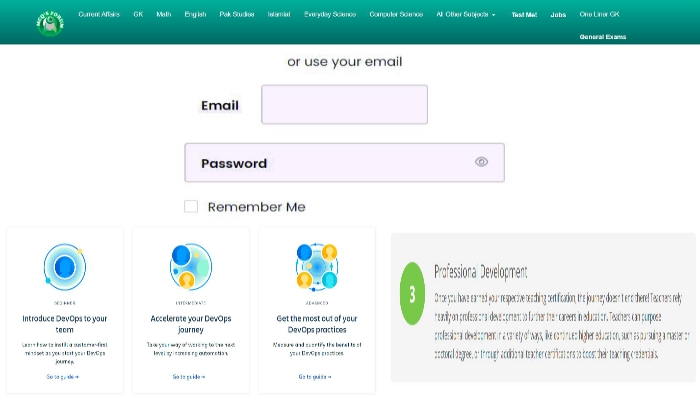 Current Affairs GK Math English Pak Studies Islamiat Everyday Science Computer Science All Other Subjects Test Me! Jobs One Liner GK
General Exams
or use your email
Email
Password
Remember Me
BEGINNER
Introduce DevOps to your
team
Learn how to instill a customer-first
mindset as you start your DevOps
journey.
Go to guide →
INTERMEDIATE
Accelerate your DevOps
journey
Take your way of working to the next
level by increasing automation.
Go to guide →
ADVANCED
Get the most out of your
DevOps practices
Measure and quantify the benefits of
your DevOps practices.
Go to guide →
3
Professional Development
Once you have earned your respective teaching certification, the journey doesn't end there! Teachers rely
heavily on professional development to further their careers in education. Teachers can purpose
professional development in a variety of ways, like continued higher education, such as pursuing a master or
doctoral degree, or through additional teacher certifications to boost their teaching credentials.